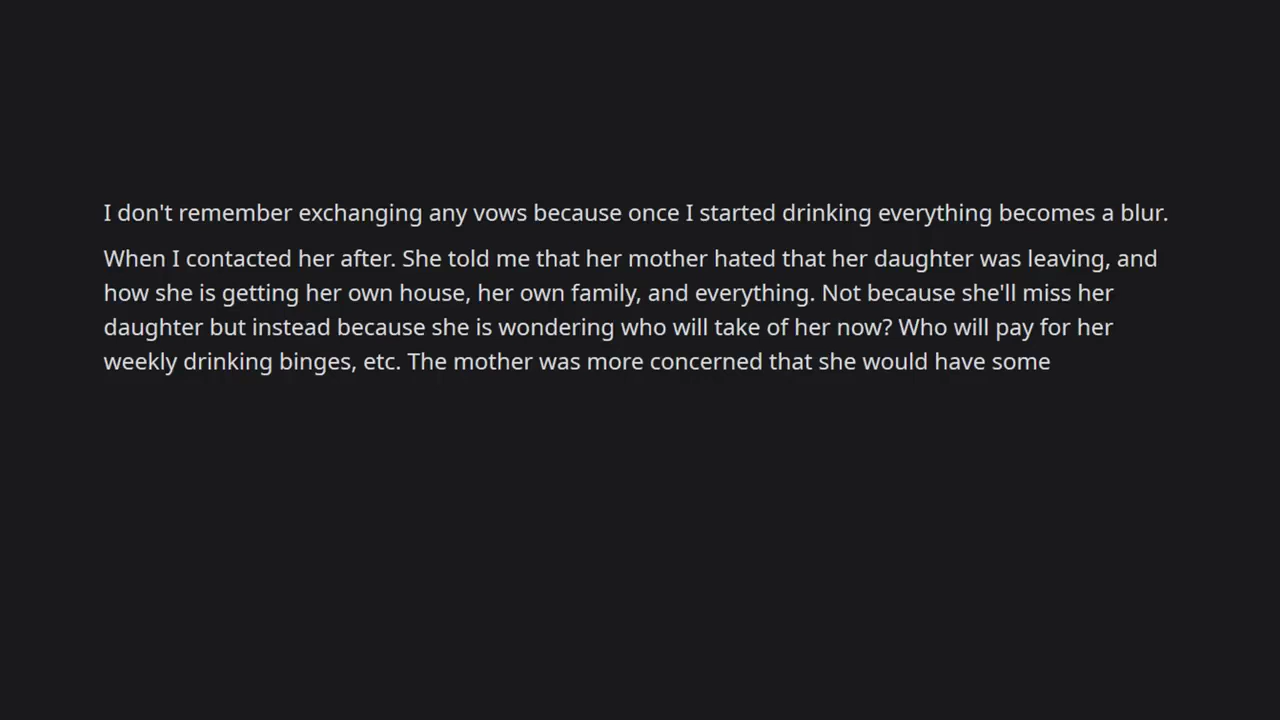 I don't remember exchanging any vows because once I started drinking everything becomes a blur.
When I contacted her after. She told me that her mother hated that her daughter was leaving, and
how she is getting her own house, her own family, and everything. Not because she'll miss her
daughter but instead because she is wondering who will take of her now? Who will pay for her
weekly drinking binges, etc. The mother was more concerned that she would have some